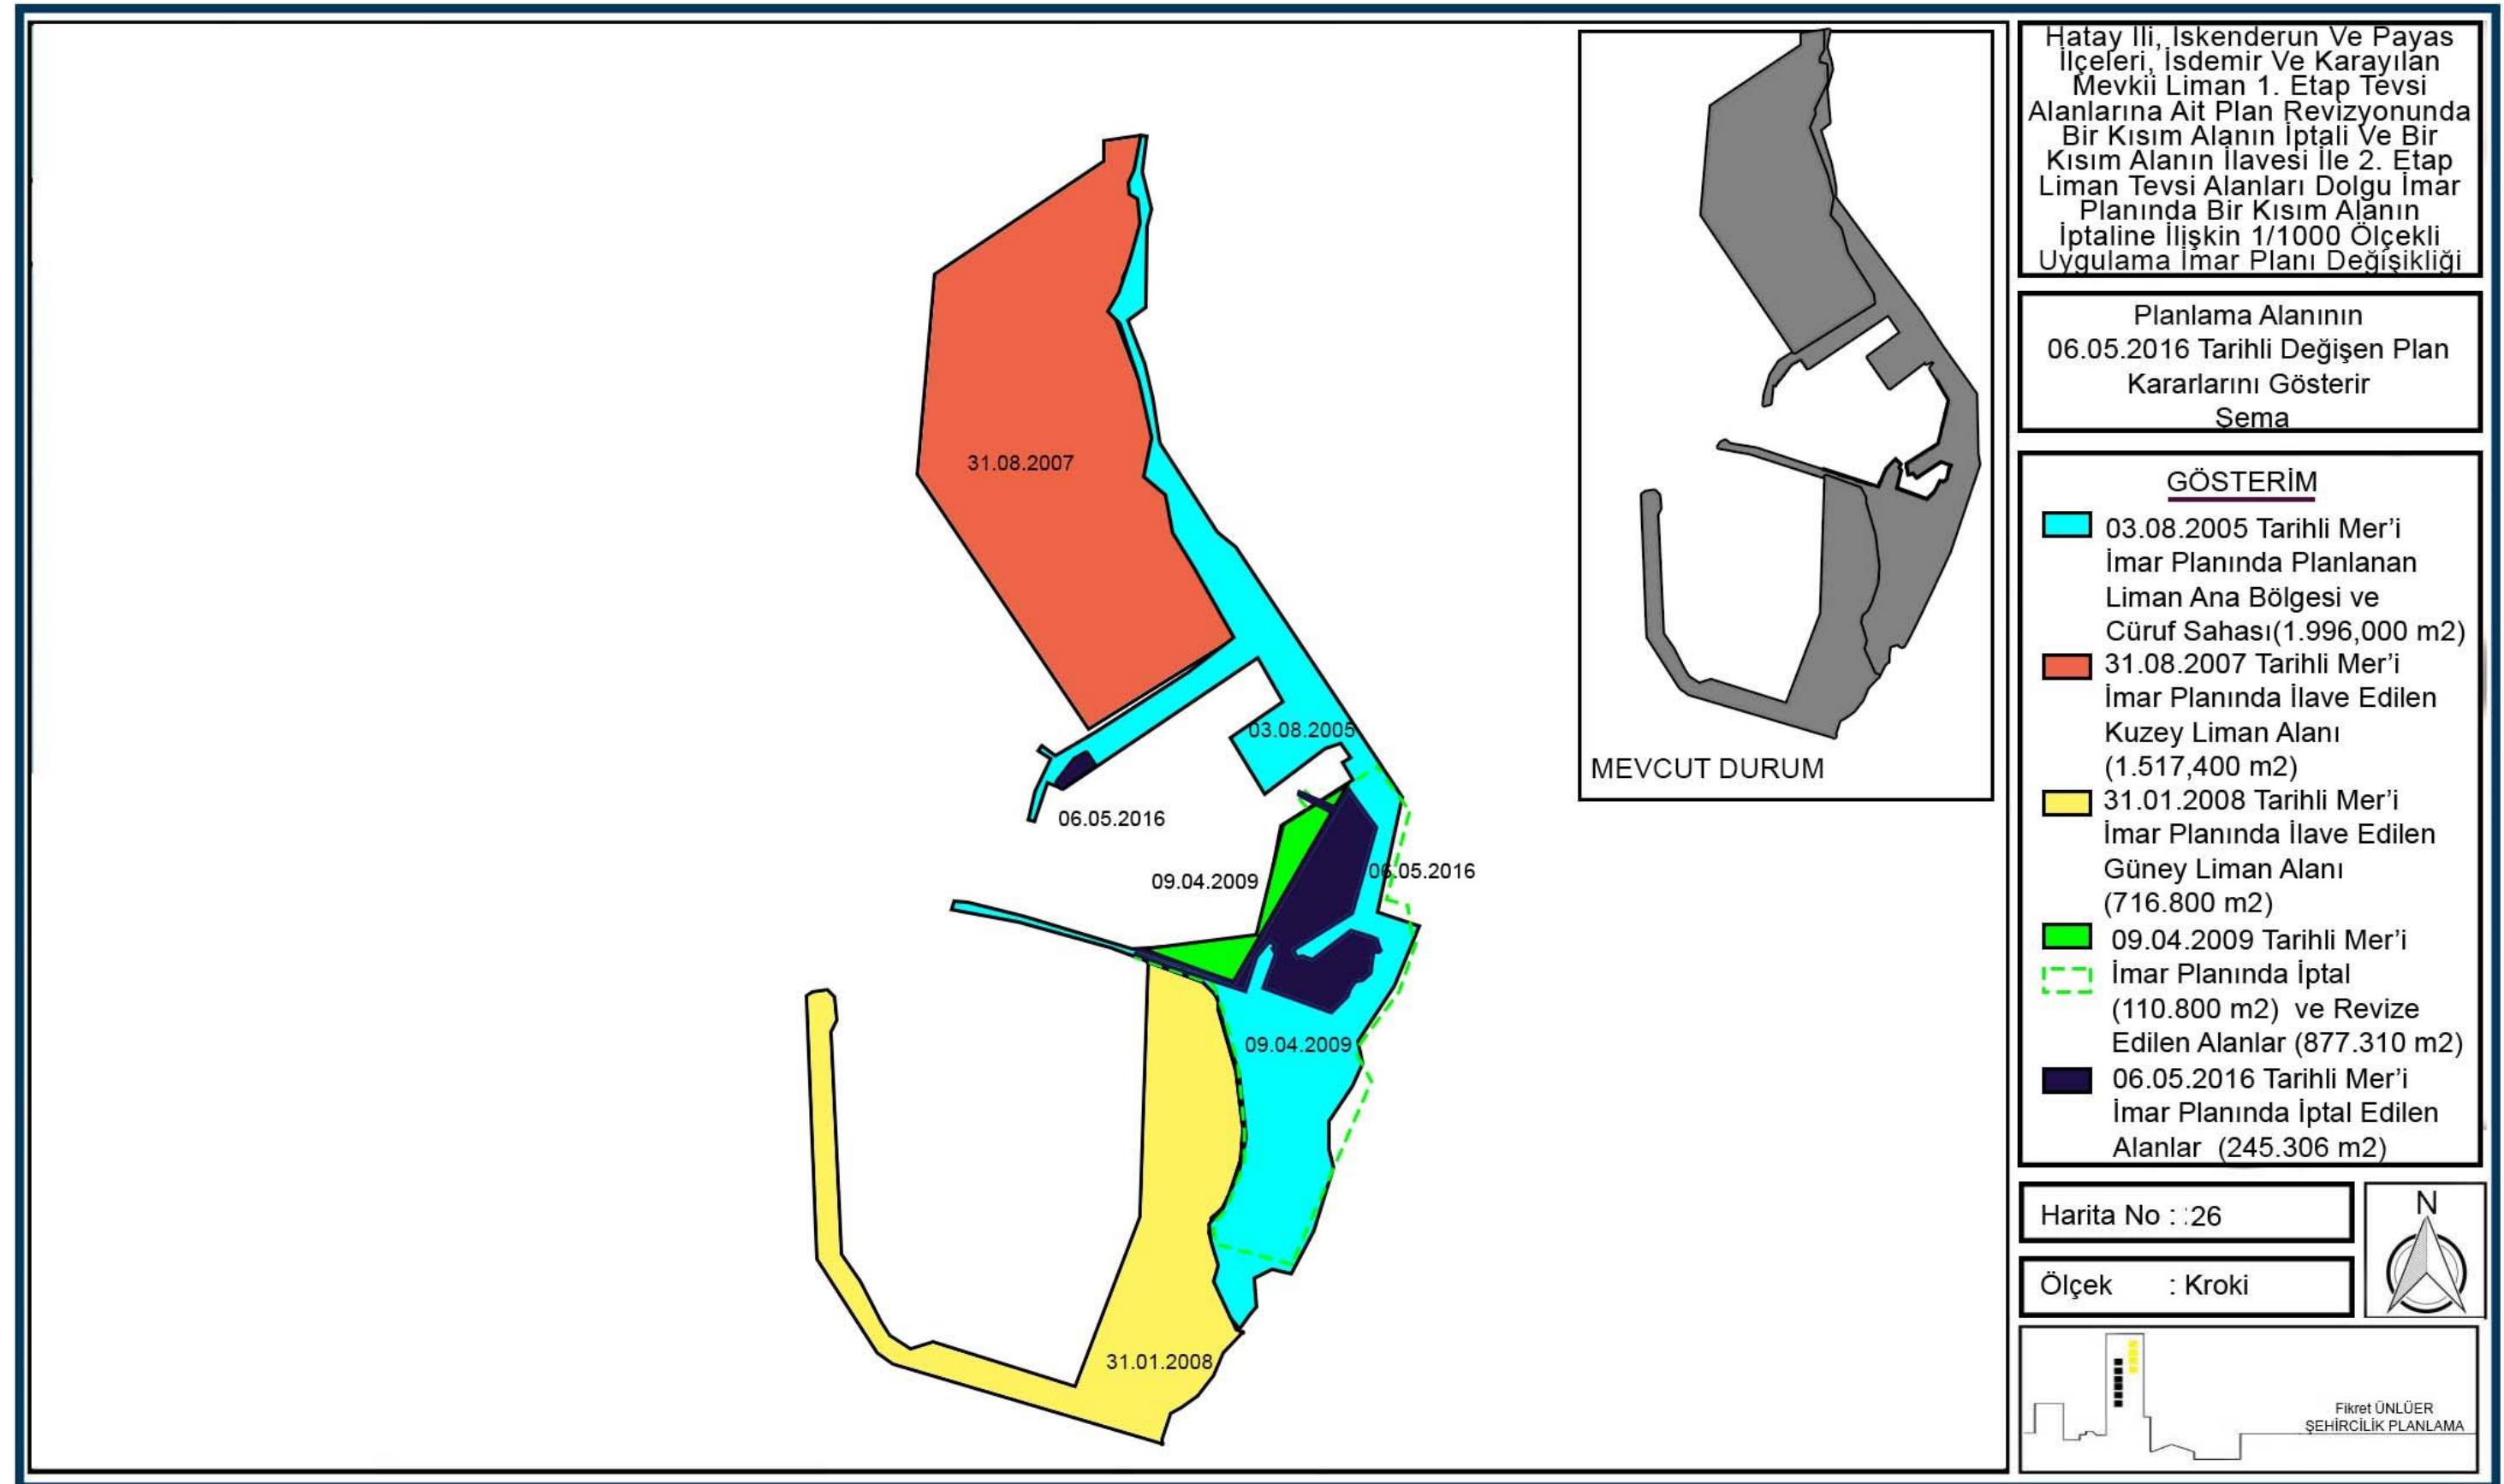 31.08.2007
03.08.2005
06.05.2016
09.04.2009
06.05.2016
09.04.2009
31.01.2008
MEVCUT DURUM
Hatay Ili, Iskenderun Ve Payas
İlçeleri, İsdemir Ve Karayılan
Mevkii Liman 1. Etap Tevsi
Alanlarına Ait Plan Revizyonunda
Bir Kısım Alanın İptali Ve Bir
Kısım Alanın İlavesi İle 2. Etap
Liman Tevsi Alanları Dolgu İmar
Planında Bir Kısım Alanın
İptaline İlişkin 1/1000 Ölçekli
Uygulama İmar Planı Değişikliği
Planlama Alanının
06.05.2016 Tarihli Değişen Plan
Kararlarını Gösterir
Sema
GÖSTERİM
03.08.2005 Tarihli Mer'i
İmar Planında Planlanan
Liman Ana Bölgesi ve
Cüruf Sahası(1.996,000 m2)
31.08.2007 Tarihli Mer'i
İmar Planında İlave Edilen
Kuzey Liman Alanı
(1.517,400 m2)
31.01.2008 Tarihli Mer'i
İmar Planında İlave Edilen
Güney Liman Alanı
(716.800 m2)
09.04.2009 Tarihli Mer'i
İmar Planında İptal
(110.800 m2) ve Revize
Edilen Alanlar (877.310 m2)
06.05.2016 Tarihli Mer'i
İmar Planında İptal Edilen
Alanlar (245.306 m2)
Harita No : 26
N
Ölçek : Kroki
Fikret ÜNLÜER
ŞEHİRCİLİK PLANLAMA